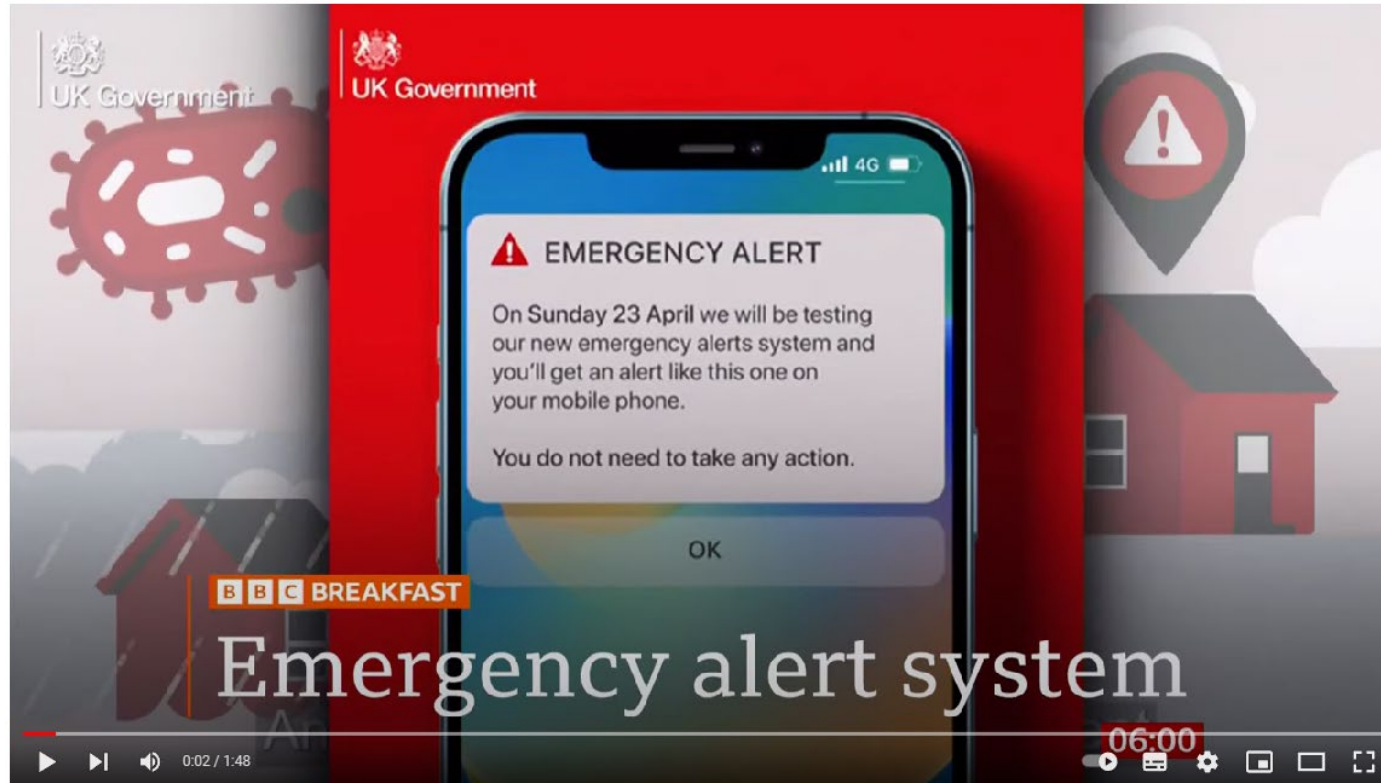 UK Government
UK Government
4G
EMERGENCY ALERT
On Sunday 23 April we will be testing
our new emergency alerts system and
you'll get an alert like this one on
your mobile phone.
You do not need to take any action.
OK
BBC BREAKFAST
Emergency alert system
An
06:00
0:02 / 1:48